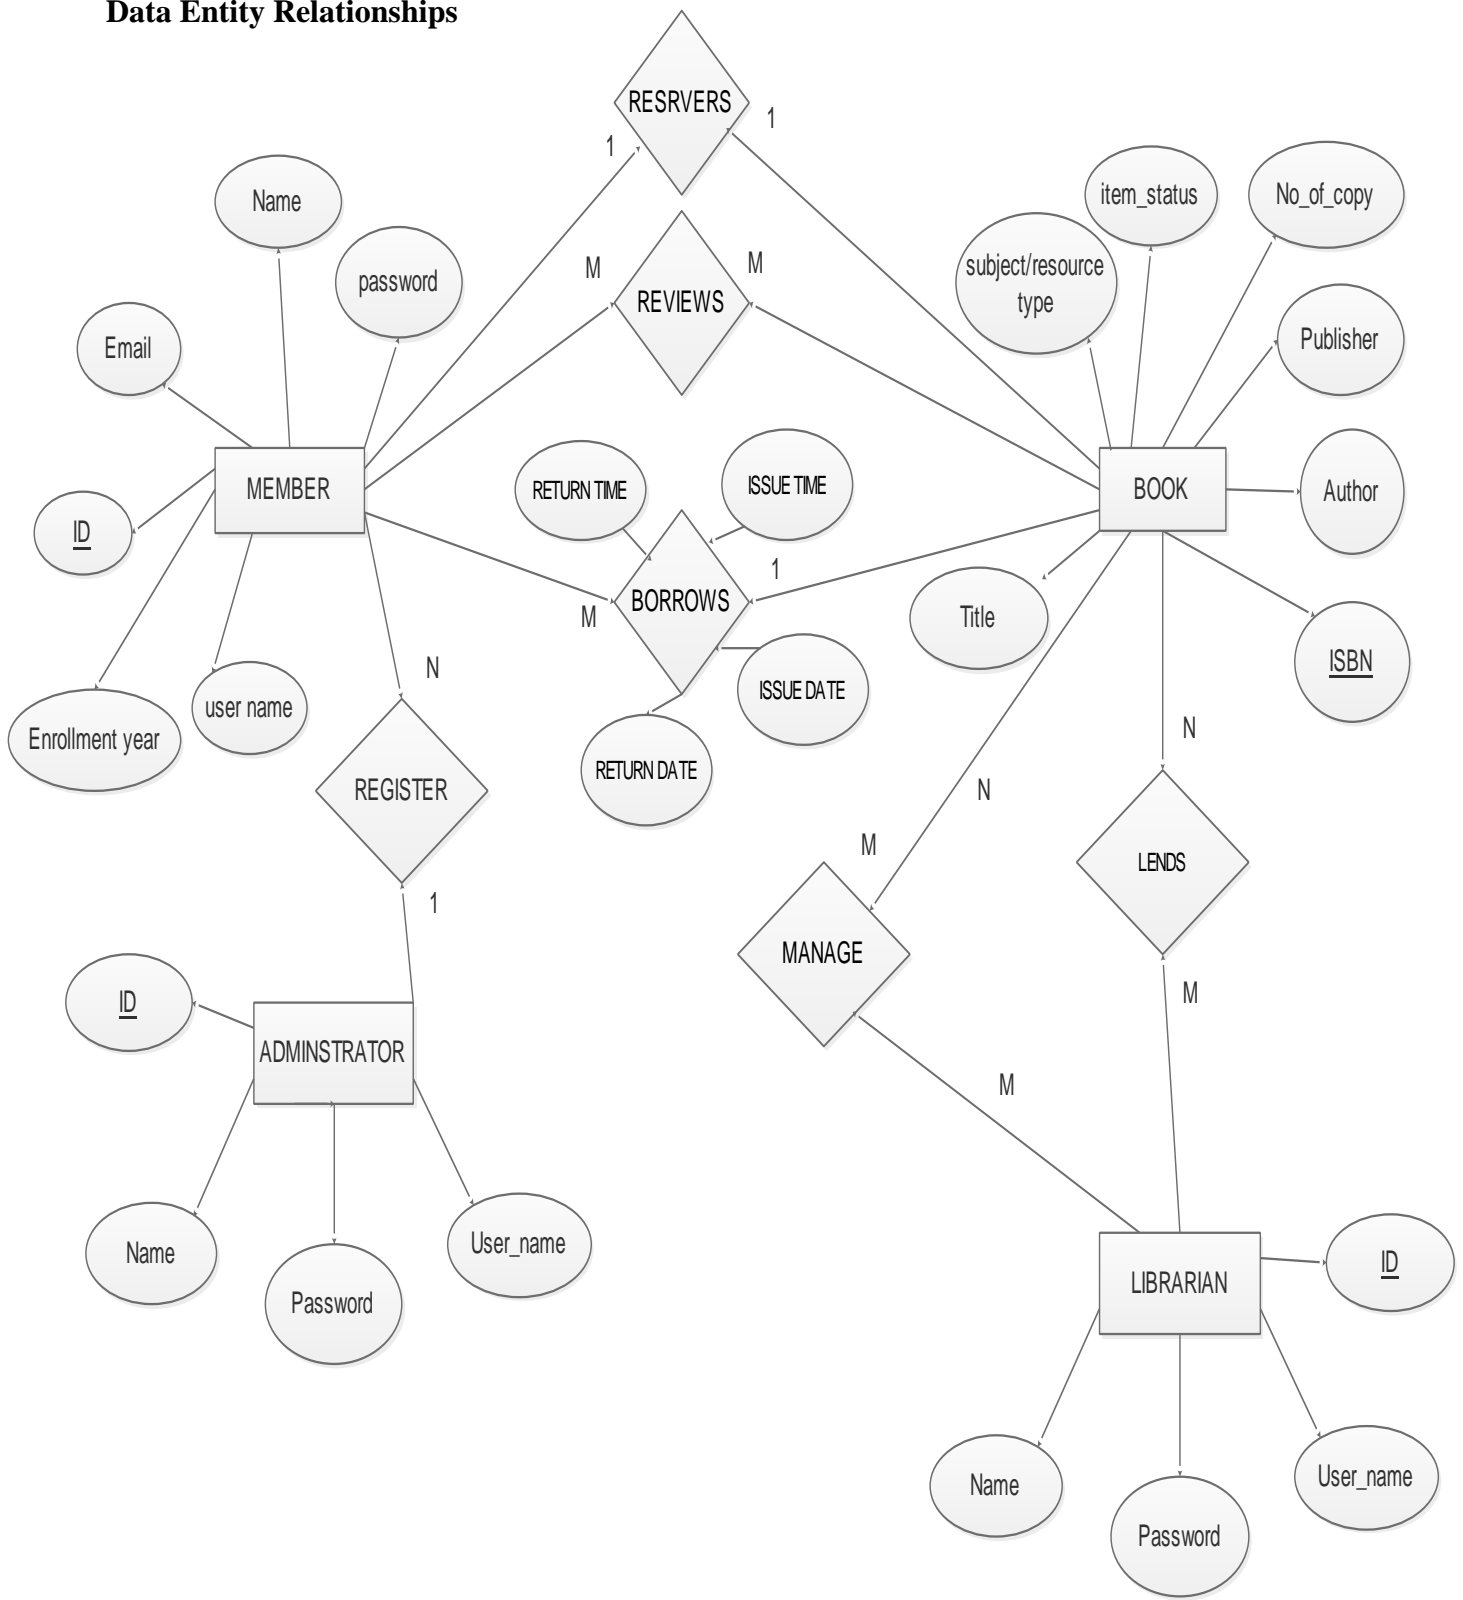 Data Entity Relationships
RESRVERS
1
1
Name
item_status
No_of_copy
password
M
M
subject/resource
type
REVIEWS
Email
Publisher
MEMBER
RETURN TIME
ISSUE TIME
BOOK
Author
ID
1
BORROWS
M
Title
ISBN
N
ISSUE DATE
user name
Enrollment year
N
RETURN DATE
REGISTER
N
M
LENDS
1
MANAGE
M
ID
ADMINSTRATOR
M
Name
User_name
Password
ID
LIBRARIAN
Name
User_name
Password